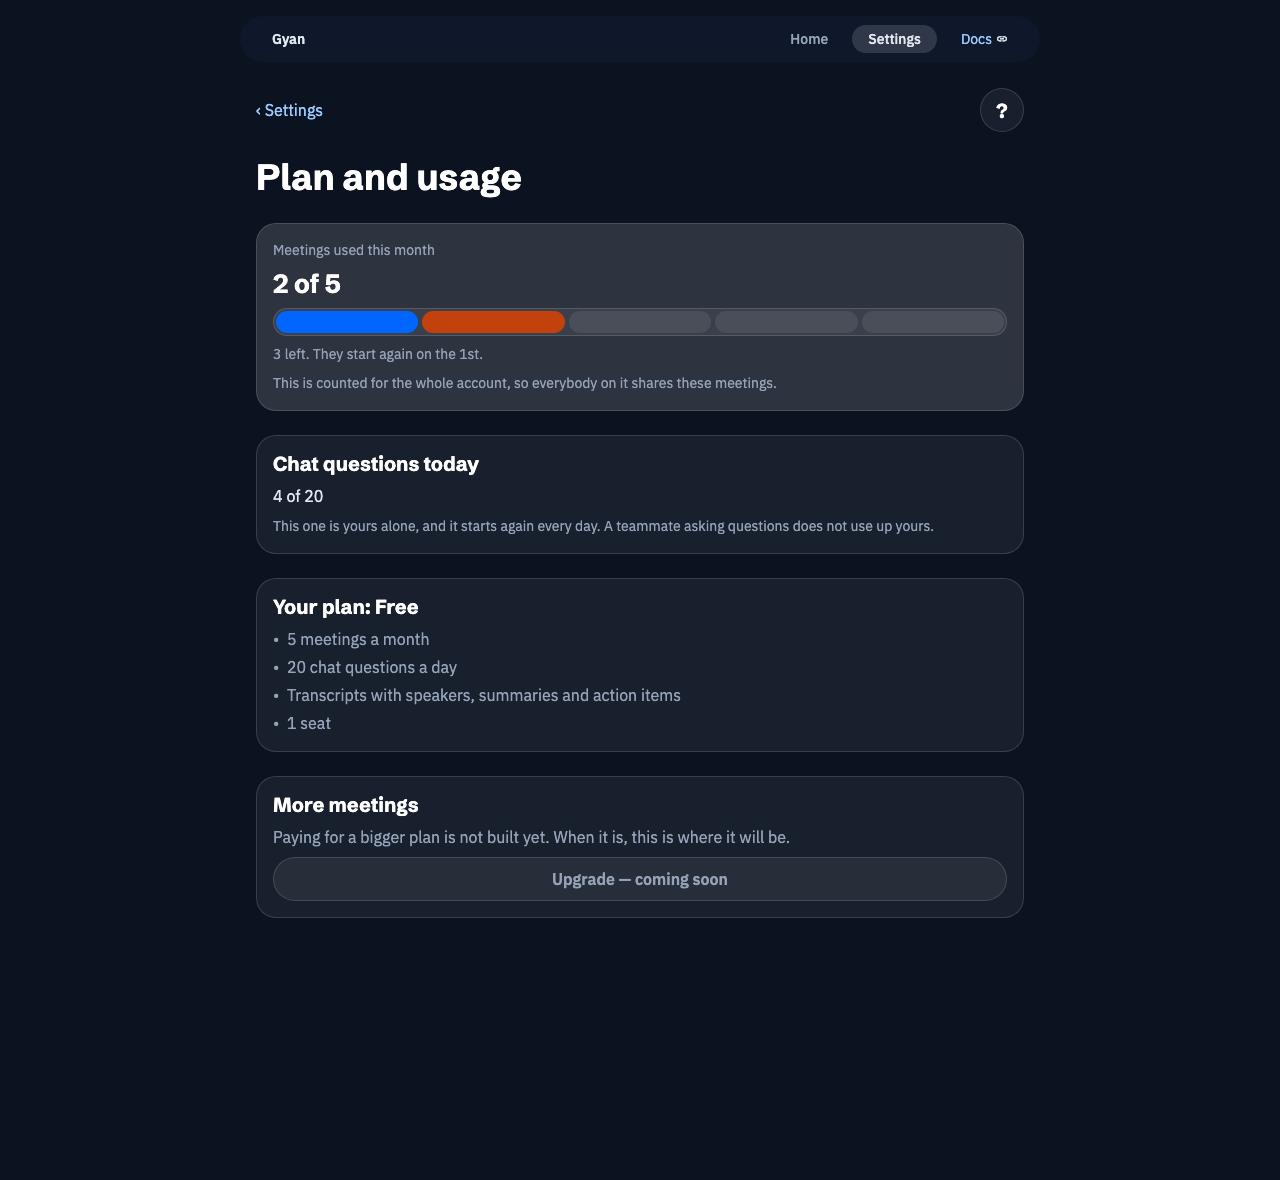 Gyan
Home
Settings
Docs
‹ Settings
?
Plan and usage
Meetings used this month
2 of 5
3 left. They start again on the 1st.
This is counted for the whole account, so everybody on it shares these meetings.
Chat questions today
4 of 20
This one is yours alone, and it starts again every day. A teammate asking questions does not use up yours.
Your plan: Free
• 5 meetings a month
• 20 chat questions a day
• Transcripts with speakers, summaries and action items
• 1 seat
More meetings
Paying for a bigger plan is not built yet. When it is, this is where it will be.
Upgrade — coming soon